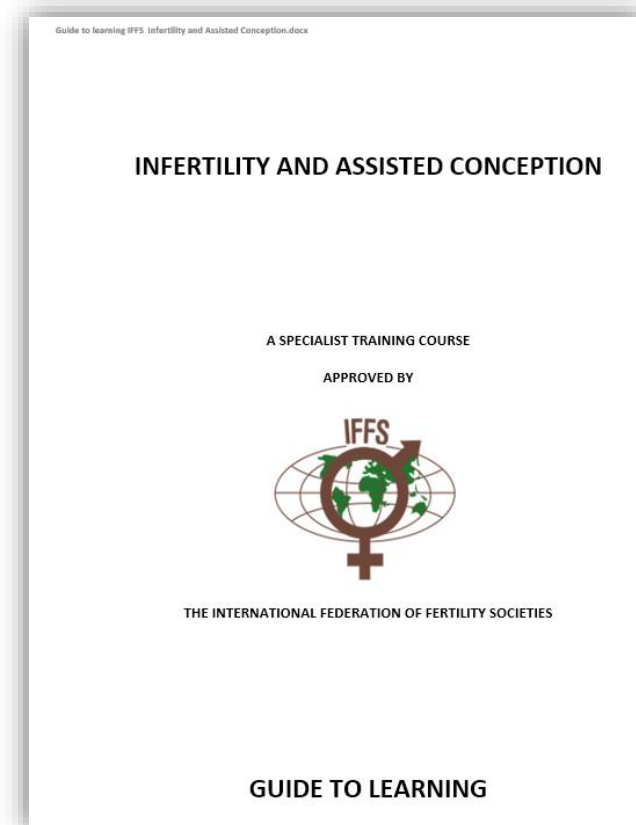 Guide to learning IFFS Infertility and Assisted Conception.docx
INFERTILITY AND ASSISTED CONCEPTION
A SPECIALIST TRAINING COURSE
APPROVED BY
IFFS
THE INTERNATIONAL FEDERATION OF FERTILITY SOCIETIES
GUIDE TO LEARNING